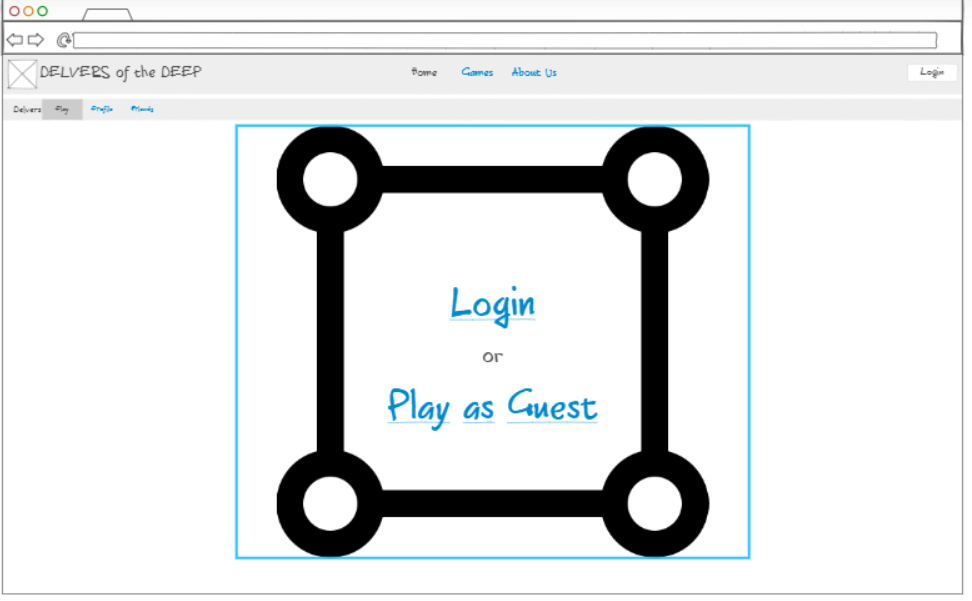 DELVERS of the DEEP Home Games About Us Login
Delvers Play Profile Friends
Login
or
Play as Guest